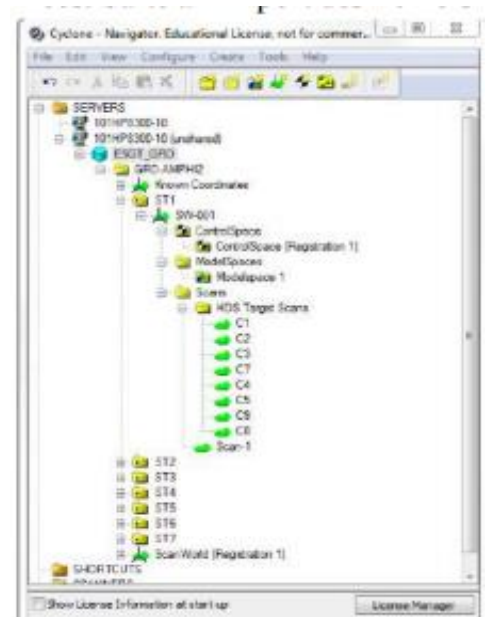 Cyclone - Navigator. Educational License, not for commer...
File Edit View Configure Create Tools Help
SERVERS
101HP8300-10
101HP8300-10 (unshared)
ESGT_GRO
GRO-AMPHI2
Known Coordinates
ST1
SW-001
ControlSpace
ControlSpace [Registration 1]
ModelSpaces
Modelspace 1
Scans
HDS Target Scans
C1
C2
C3
C7
C4
C5
C9
C8
Scan-1
ST2
ST3
ST4
ST5
ST6
ST7
ScanWorld [Registration 1]
SHORTCUTS
Show License Information at start up
License Manager